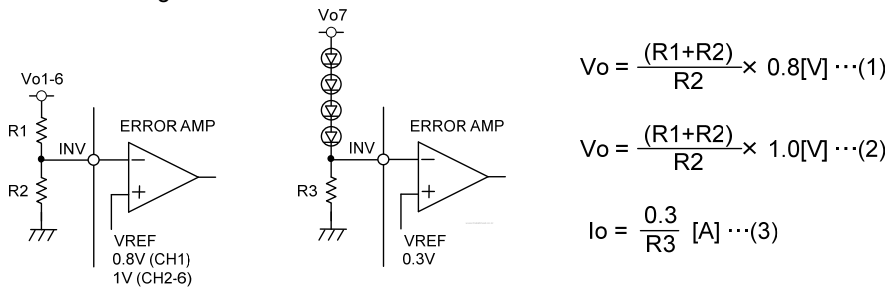 Vo1-6
R1
INV
ERROR AMP
−
+
R2
VREF
0.8V (CH1)
1V (CH2-6)
Vo7
INV
ERROR AMP
−
+
R3
VREF
0.3V
Vo = (R1+R2) / R2 × 0.8[V] ⋯(1)
Vo = (R1+R2) / R2 × 1.0[V] ⋯(2)
Io = 0.3 / R3 [A] ⋯(3)